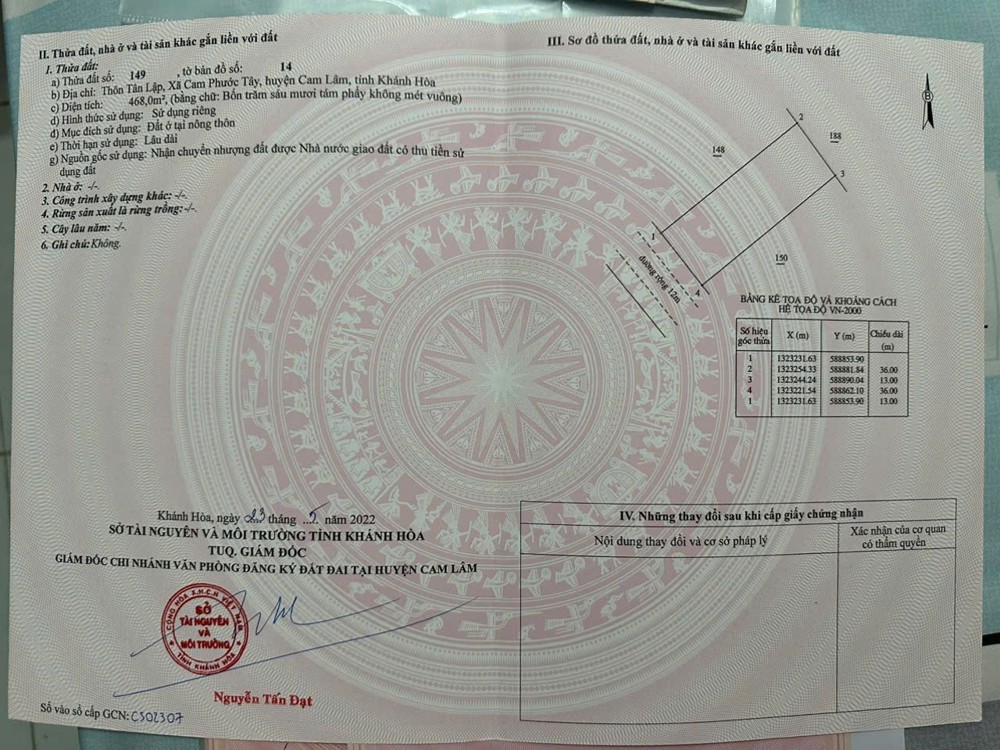 II. Thửa đất, nhà ở và tài sản khác gắn liền với đất
1. Thửa đất:
a) Thửa đất số: 149 , tờ bản đồ số: 14
b) Địa chỉ: Thôn Tân Lập, Xã Cam Phước Tây, huyện Cam Lâm, tỉnh Khánh Hòa
c) Diện tích: 468,0m², (bằng chữ: Bốn trăm sáu mươi tám phẩy không mét vuông)
d) Hình thức sử dụng: Sử dụng riêng
đ) Mục đích sử dụng: Đất ở tại nông thôn
e) Thời hạn sử dụng: Lâu dài
g) Nguồn gốc sử dụng: Nhận chuyển nhượng đất được Nhà nước giao đất có thu tiền sử
dụng đất
2. Nhà ở: -/-
3. Công trình xây dựng khác: -/-
4. Rừng sản xuất là rừng trồng: -/-
5. Cây lâu năm: -/-
6. Ghi chú: Không.
Khánh Hòa, ngày 23 tháng ..5. năm 2022
SỞ TÀI NGUYÊN VÀ MÔI TRƯỜNG TỈNH KHÁNH HÒA
TUQ. GIÁM ĐỐC
GIÁM ĐỐC CHI NHÁNH VĂN PHÒNG ĐĂNG KÝ ĐẤT ĐAI TẠI HUYỆN CAM LÂM
CỘNG HÒA X.H.C.N VIỆT NAM
SỞ
TÀI NGUYÊN
VÀ
MÔI TRƯỜNG
TỈNH KHÁNH HÒA
Nguyễn Tấn Đạt
Số vào sổ cấp GCN: CS02307
III. Sơ đồ thửa đất, nhà ở và tài sản khác gắn liền với đất
B
2
148
188
3
1
đường rộng 12m
4
150
BẢNG KÊ TỌA ĐỘ VÀ KHOẢNG CÁCH
HỆ TỌA ĐỘ VN-2000
Số hiệu góc thửa X (m) Y (m) Chiều dài (m)
1 1323231.63 588853.90
2 1323254.33 588881.84 36.00
3 1323244.24 588890.04 13.00
4 1323221.54 588862.10 36.00
1 1323231.63 588853.90 13.00
IV. Những thay đổi sau khi cấp giấy chứng nhận
Nội dung thay đổi và cơ sở pháp lý
Xác nhận của cơ quan
có thẩm quyền